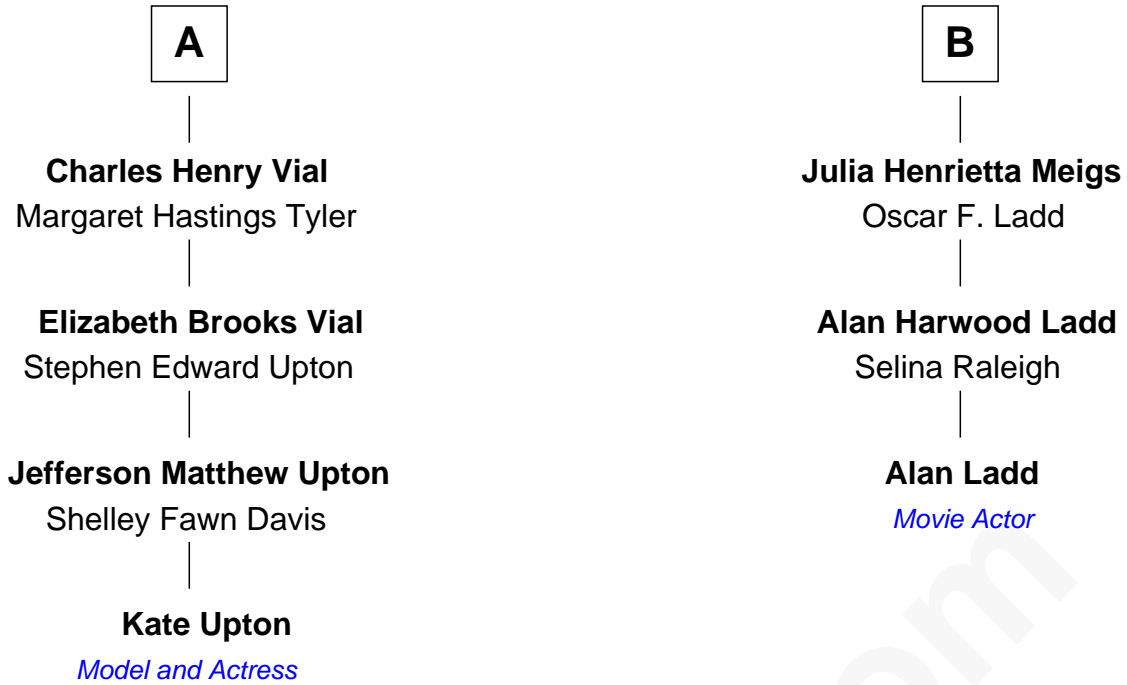 A
Charles Henry Vial
Margaret Hastings Tyler
Elizabeth Brooks Vial
Stephen Edward Upton
Jefferson Matthew Upton
Shelley Fawn Davis
Kate Upton
Model and Actress
B
Julia Henrietta Meigs
Oscar F. Ladd
Alan Harwood Ladd
Selina Raleigh
Alan Ladd
Movie Actor
om